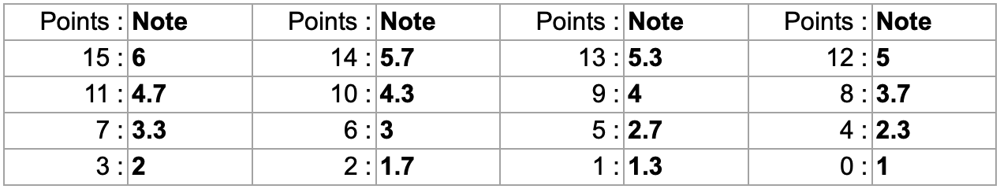 Points : Note Points : Note Points : Note Points : Note
15 : 6 14 : 5.7 13 : 5.3 12 : 5
11 : 4.7 10 : 4.3 9 : 4 8 : 3.7
7 : 3.3 6 : 3 5 : 2.7 4 : 2.3
3 : 2 2 : 1.7 1 : 1.3 0 : 1